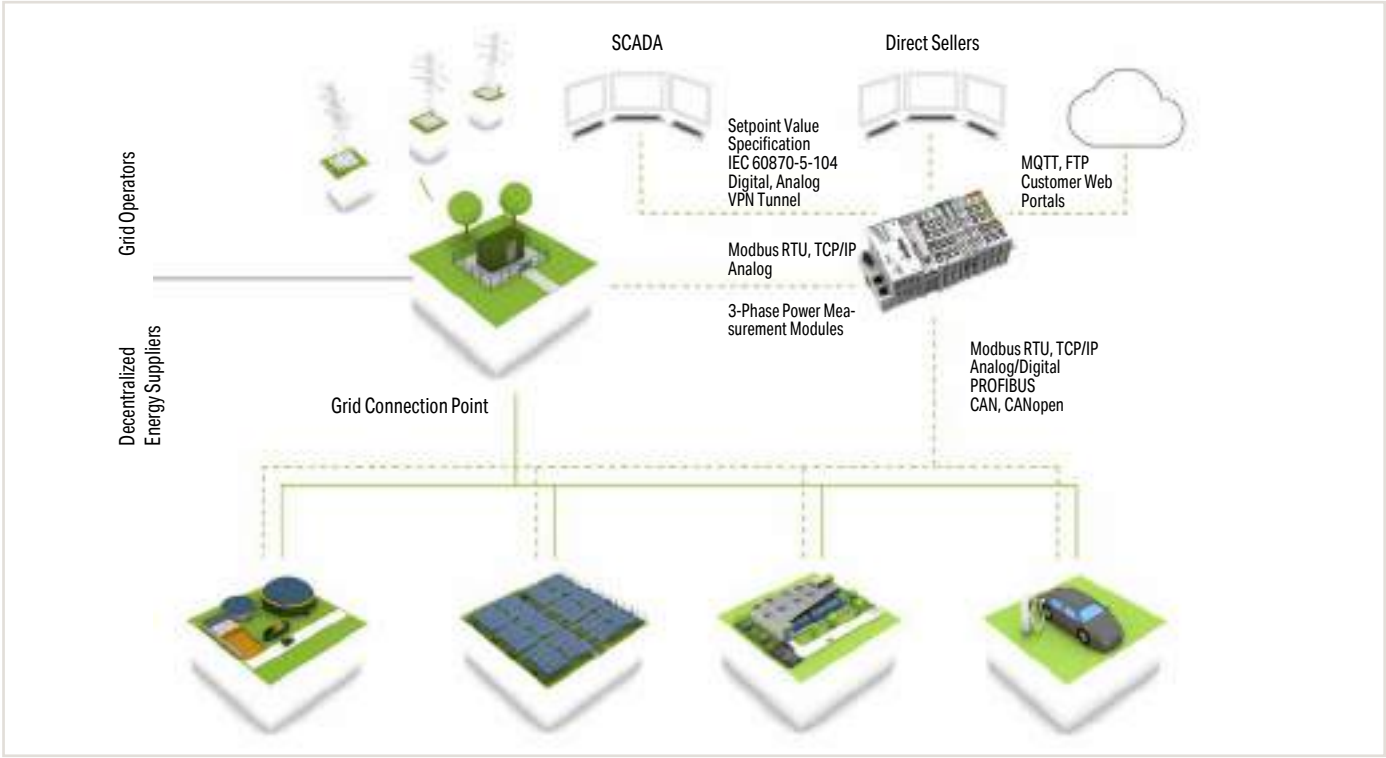 SCADA
Direct Sellers
Setpoint Value
Specification
IEC 60870-5-104
Digital, Analog
VPN Tunnel
MQTT, FTP
Customer Web
Portals
Grid Operators
Modbus RTU, TCP/IP
Analog
3-Phase Power Mea-
surement Modules
Decentralized
Energy Suppliers
Modbus RTU, TCP/IP
Analog/Digital
PROFIBUS
CAN, CANopen
Grid Connection Point